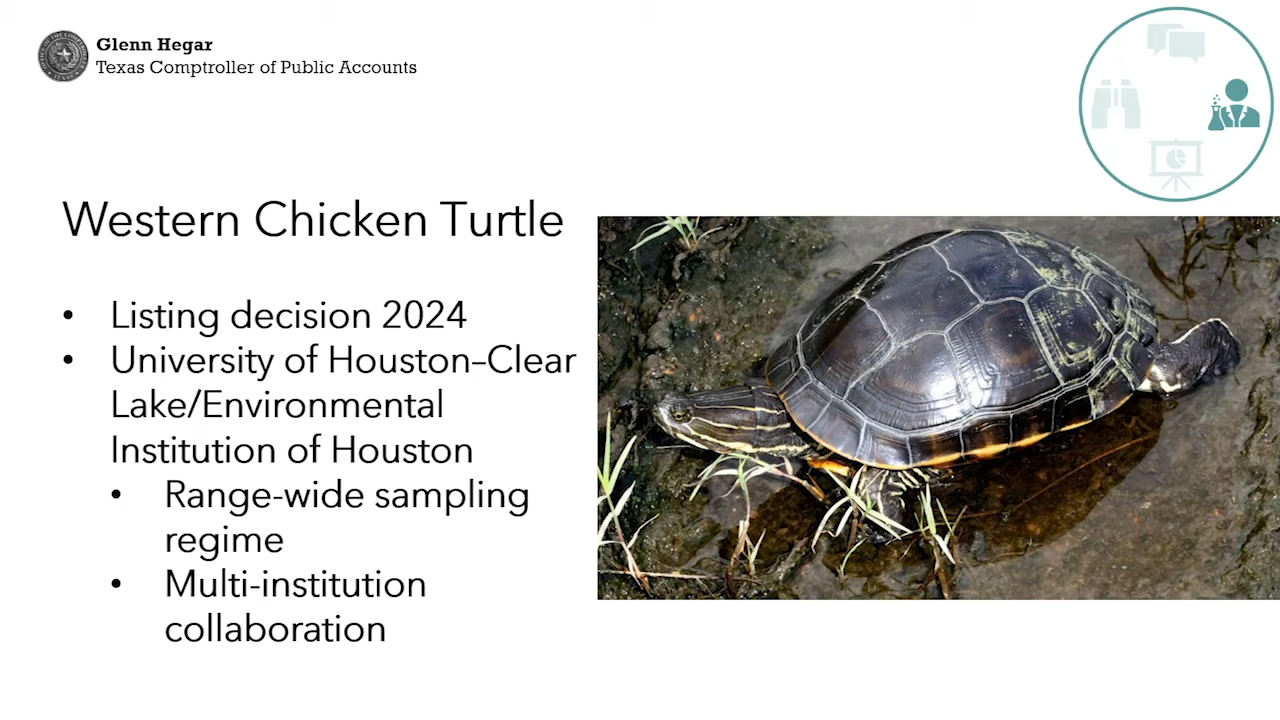 Glenn Hegar
Texas Comptroller of Public Accounts
Western Chicken Turtle
• Listing decision 2024
• University of Houston–Clear
Lake/Environmental
Institution of Houston
• Range-wide sampling
regime
• Multi-institution
collaboration